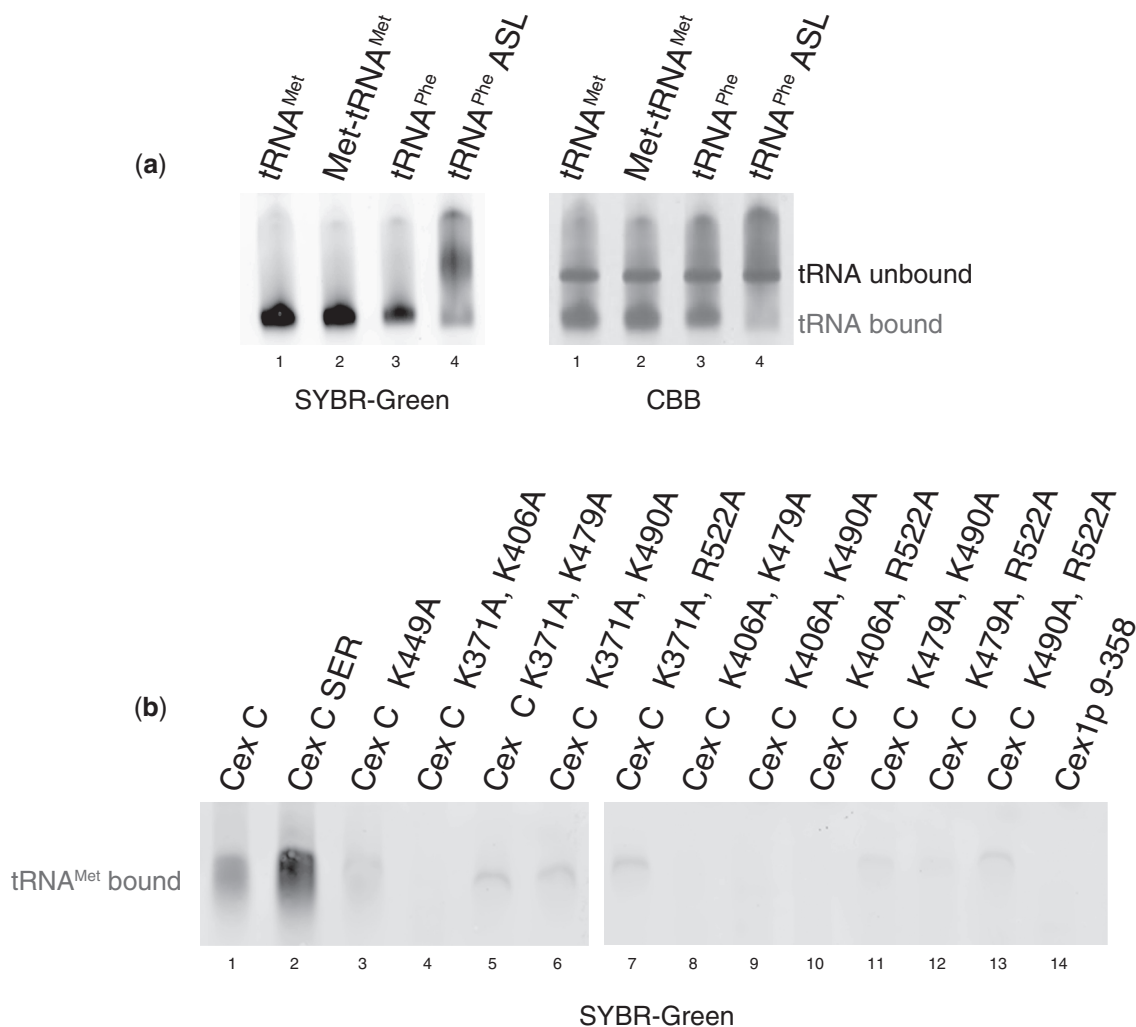 (a)
tRNA^Met
Met-tRNA^Met
tRNA^Phe
tRNA^Phe ASL
tRNA^Met
Met-tRNA^Met
tRNA^Phe
tRNA^Phe ASL
tRNA unbound
tRNA bound
1 2 3 4
1 2 3 4
SYBR-Green
CBB
(b)
Cex C
Cex C SER
Cex C K449A
Cex C K371A, K406A
C K371A, K479A
Cex C K371A, K490A
Cex C K371A, R522A
Cex C K406A, K479A
Cex C K406A, K490A
Cex C K406A, R522A
Cex C K479A, K490A
Cex C K479A, R522A
Cex C K490A, R522A
Cex1p 9-358
tRNA^Met bound
1 2 3 4 5 6 7 8 9 10 11 12 13 14
SYBR-Green